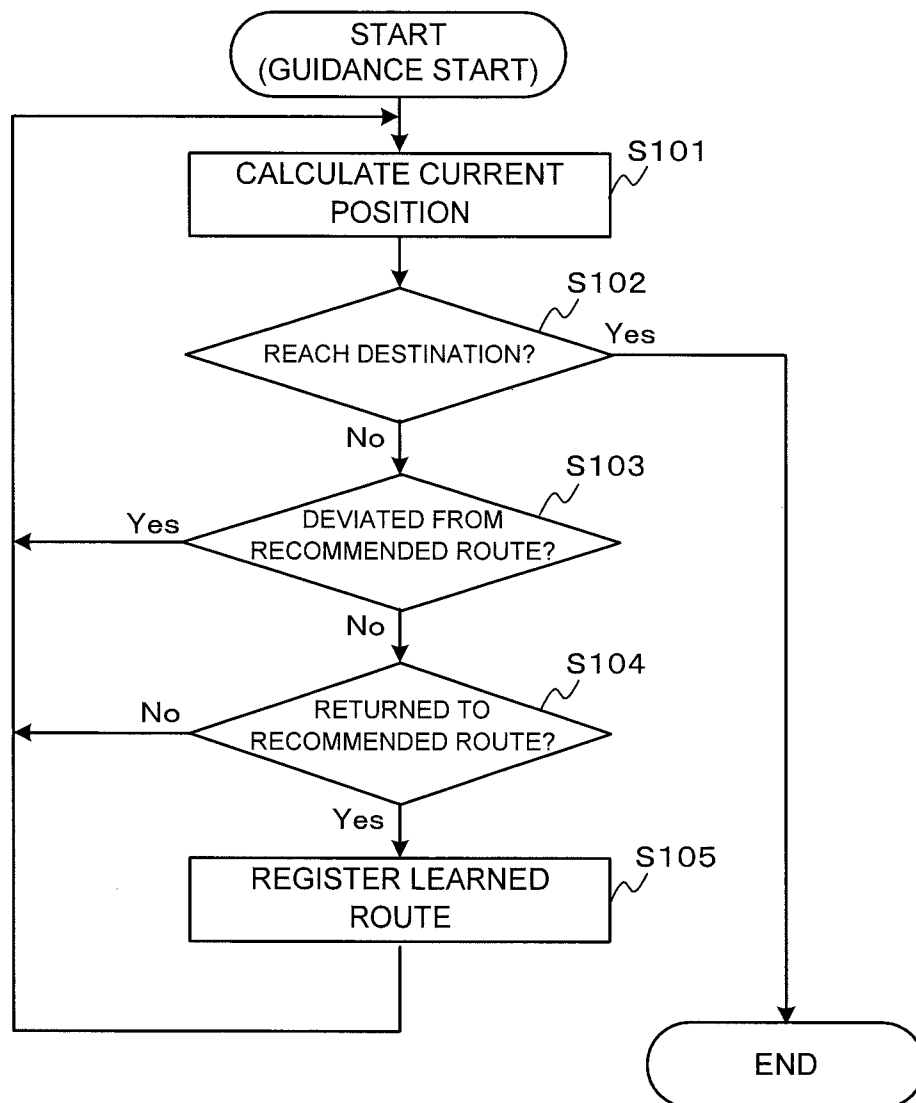 START
(GUIDANCE START)
S101
CALCULATE CURRENT
POSITION
S102
REACH DESTINATION?
Yes
No
S103
DEVIATED FROM
RECOMMENDED ROUTE?
Yes
No
S104
RETURNED TO
RECOMMENDED ROUTE?
No
Yes
S105
REGISTER LEARNED
ROUTE
END